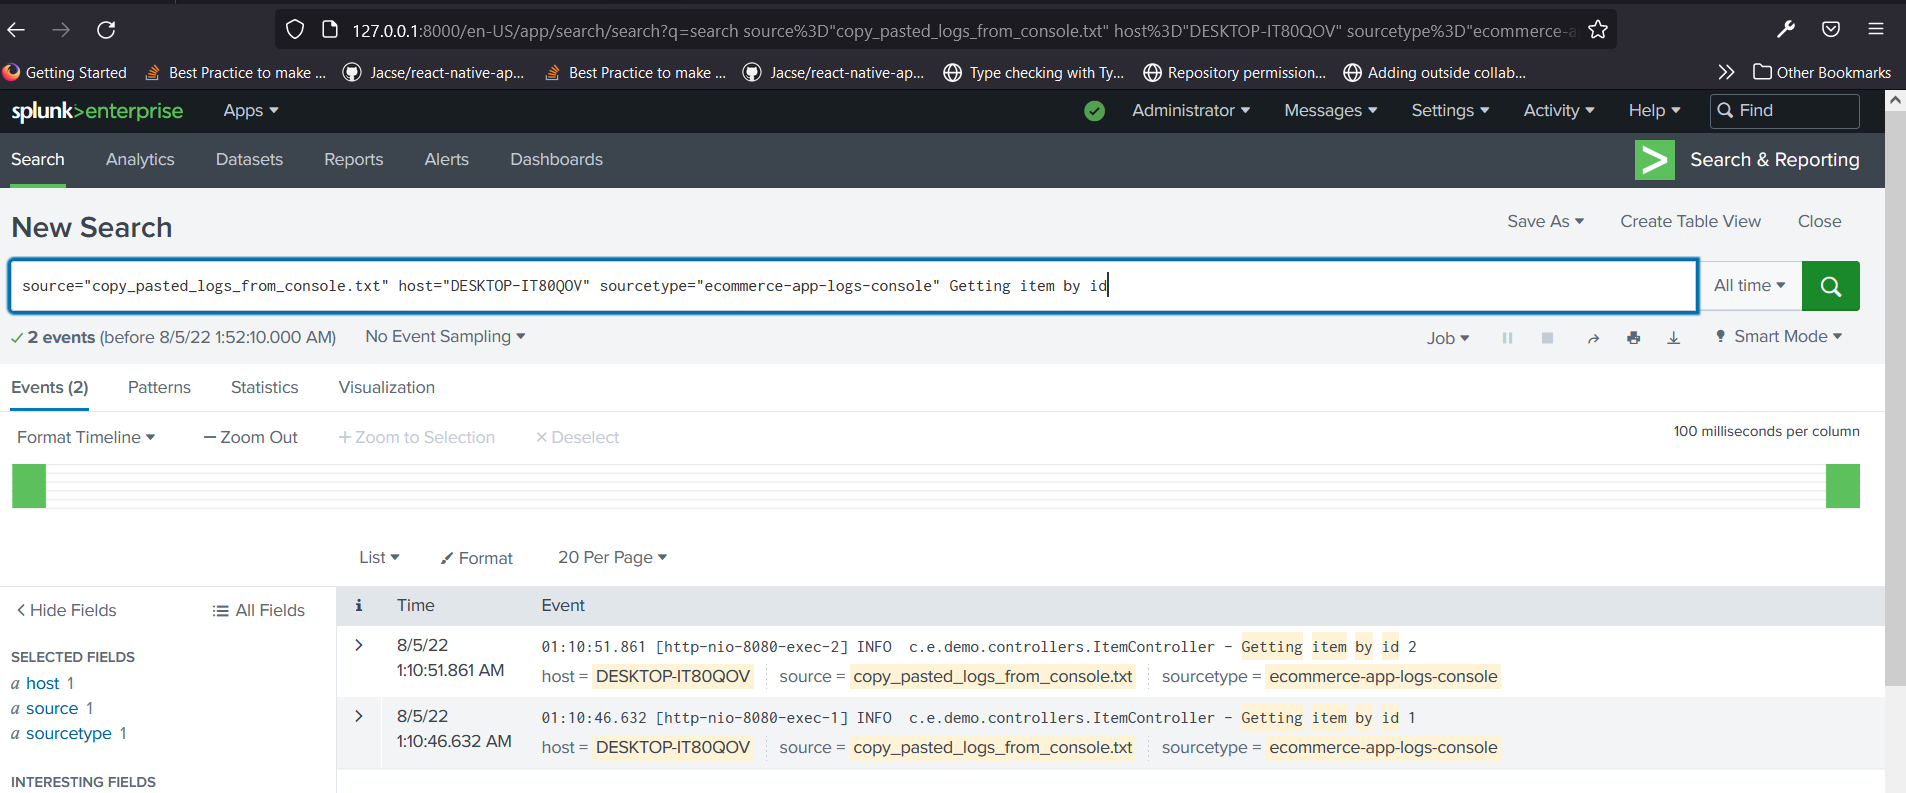 127.0.0.1:8000/en-US/app/search/search?q=search source%3D"copy_pasted_logs_from_console.txt" host%3D"DESKTOP-IT80QOV" sourcetype%3D"ecommerce-a
Getting Started Best Practice to make ... Jacse/react-native-ap... Best Practice to make ... Jacse/react-native-ap... Type checking with Ty... Repository permission... Adding outside collab... Other Bookmarks
splunk>enterprise Apps Administrator Messages Settings Activity Help Find
Search Analytics Datasets Reports Alerts Dashboards Search & Reporting
New Search Save As Create Table View Close
source="copy_pasted_logs_from_console.txt" host="DESKTOP-IT80QOV" sourcetype="ecommerce-app-logs-console" Getting item by id All time
2 events (before 8/5/22 1:52:10.000 AM) No Event Sampling Job Smart Mode
Events (2) Patterns Statistics Visualization
Format Timeline — Zoom Out + Zoom to Selection × Deselect 100 milliseconds per column
List Format 20 Per Page
< Hide Fields All Fields i Time Event
SELECTED FIELDS
a host 1
a source 1
a sourcetype 1
INTERESTING FIELDS
8/5/22 01:10:51.861 [http-nio-8080-exec-2] INFO c.e.demo.controllers.ItemController - Getting item by id 2
1:10:51.861 AM host = DESKTOP-IT80QOV source = copy_pasted_logs_from_console.txt sourcetype = ecommerce-app-logs-console
8/5/22 01:10:46.632 [http-nio-8080-exec-1] INFO c.e.demo.controllers.ItemController - Getting item by id 1
1:10:46.632 AM host = DESKTOP-IT80QOV source = copy_pasted_logs_from_console.txt sourcetype = ecommerce-app-logs-console